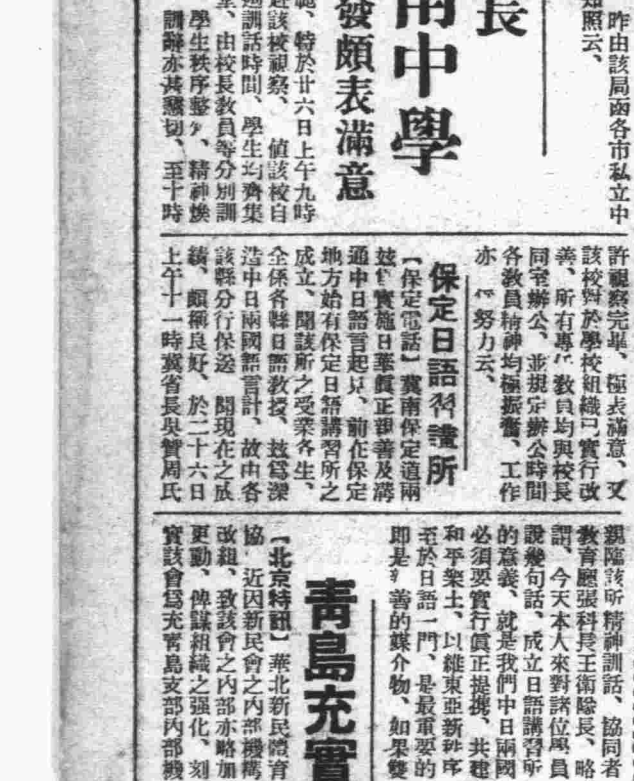 昨由該局函各市私立中
知照云、
長
南中學
發頗表滿意
特於廿六日上午九時
該校視察、值該校自
訓話時間、學生均齊集
由校長教員等分別訓
學生秩序整 精神煥
訓辭亦甚懇切、至十時
許視察完畢、極表滿意、又
該校對於學校組織已實行改
善、所有專任教員均與校長
同室辦公、並規定辦公時間
各教員精神均極振奮、工作
亦 努力云、
保定日語習 所
【保定電話】冀南保定道兩
茲 實施日華眞正親善及溝
通中日語言起見、前在保定
地方始有保定日語講習所之
成立、聞該所之受業各生、
全係各縣日語教授、茲爲深
造中日兩國語言計、故由各
該縣分行保送 聞現在之成
績、頗稱良好、於二十六日
上午十一時冀省長與贊周氏
親臨該所精神訓話、協同者
教育廳張科長王衛隊長、略
謂、今天本人來對諸位學員
說幾句話、成立日語講習所
的意義、就是我們中日兩國
必須要實行眞正提携、共建
和平樂土、以維東亞新秩序
至於日語一門、是最重要的
即是 善的媒介物、如果雙
靑島充實
【北京特訊】華北新民體育
協 近因新民會之內部機構
改組、致該會之內部亦略加
更動、俾謀組織之强化、刻
實該會爲充實靑島支部內部機